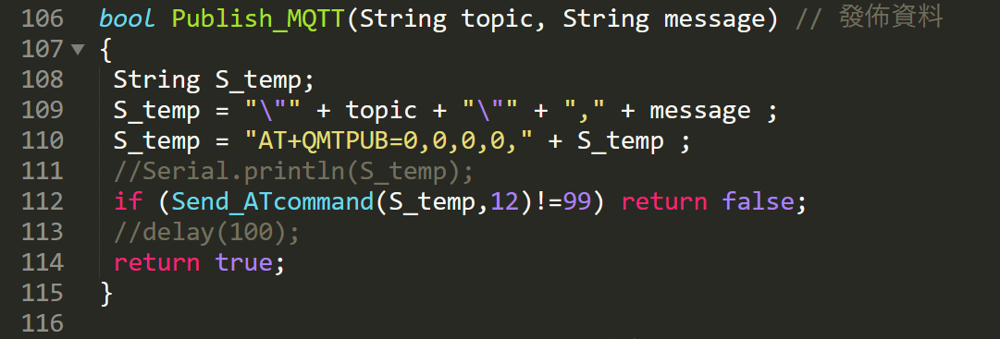 106 bool Publish_MQTT(String topic, String message) // 發佈資料
107 {
108 String S_temp;
109 S_temp = "\"" + topic + "\"" + "," + message ;
110 S_temp = "AT+QMTPUB=0,0,0,0," + S_temp ;
111 //Serial.println(S_temp);
112 if (Send_ATcommand(S_temp,12)!=99) return false;
113 //delay(100);
114 return true;
115 }
116